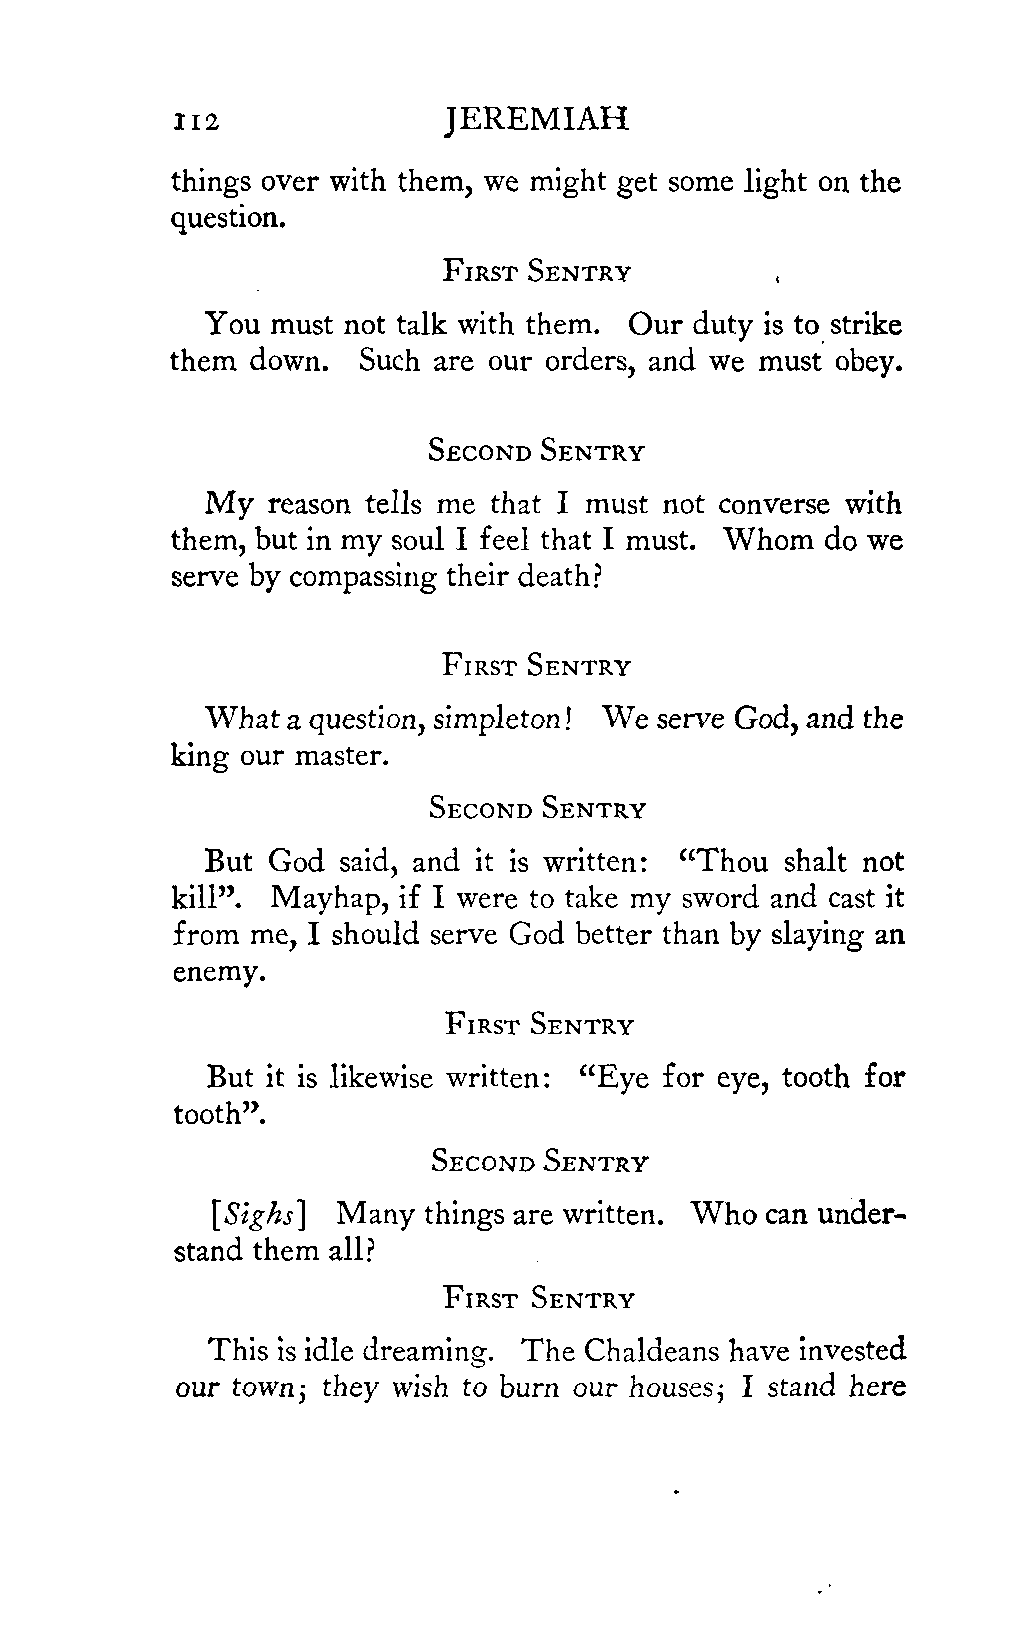 112 JEREMIAH
things over with them, we might get some light on the
question.
First Sentry
You must not talk with them. Our duty is to strike
them down. Such are our orders, and we must obey.
Second Sentry
My reason tells me that I must not converse with
them, but in my soul I feel that I must. Whom do we
serve by compassing their death?
First Sentry
What a question, simpleton! We serve God, and the
king our master.
Second Sentry
But God said, and it is written: “Thou shalt not
kill”. Mayhap, if I were to take my sword and cast it
from me, I should serve God better than by slaying an
enemy.
First Sentry
But it is likewise written: “Eye for eye, tooth for
tooth”.
Second Sentry
[Sighs] Many things are written. Who can under-
stand them all?
First Sentry
This is idle dreaming. The Chaldeans have invested
our town; they wish to burn our houses; I stand here